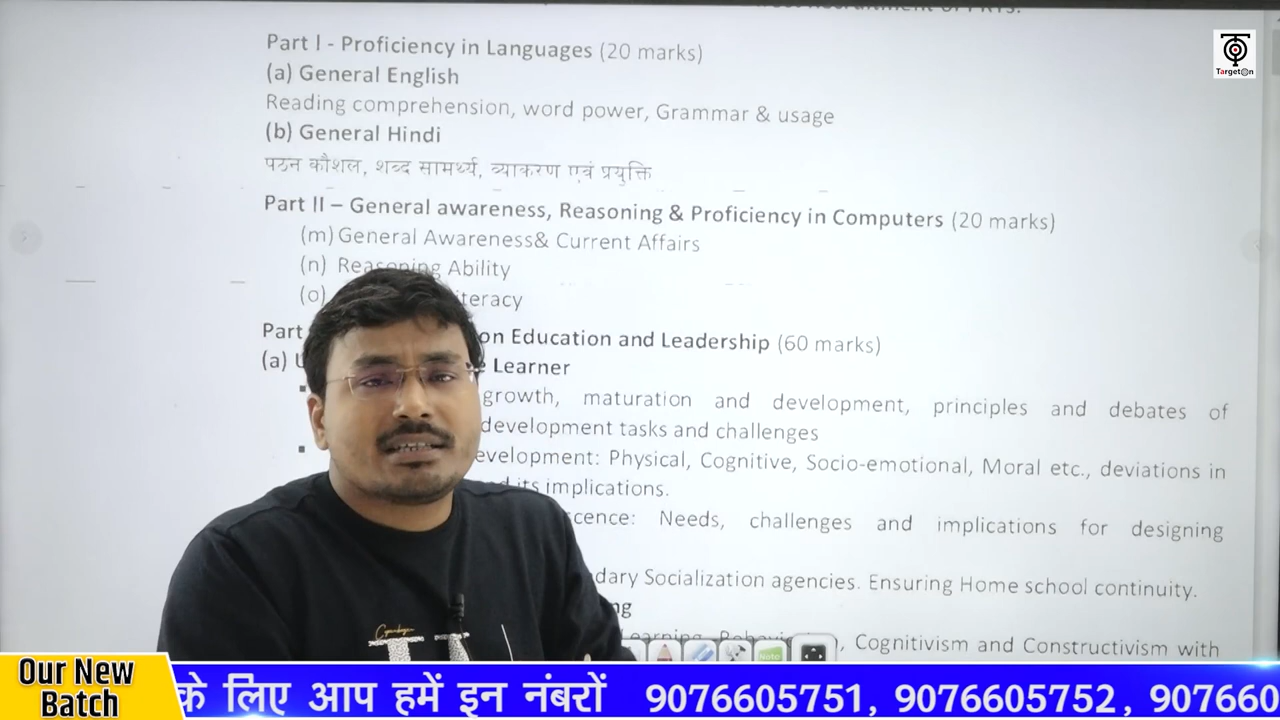 Part I - Proficiency in Languages (20 marks)
(a) General English
Reading comprehension, word power, Grammar & usage
(b) General Hindi
पठन कौशल, शब्द सामर्थ्य, व्याकरण एवं प्रयुक्ति
Part II – General awareness, Reasoning & Proficiency in Computers (20 marks)
(m) General Awareness& Current Affairs
(n) Reasoning Ability
(o) teracy
Part on Education and Leadership (60 marks)
(a) Learner
growth, maturation and development, principles and debates of
development tasks and challenges
evelopment: Physical, Cognitive, Socio-emotional, Moral etc., deviations in
its implications.
scence: Needs, challenges and implications for designing
dary Socialization agencies. Ensuring Home school continuity.
ng
, Cognitivism and Constructivism with
TargetOn
Note
Our New
Batch
के लिए आप हमें इन नंबरों 9076605751, 9076605752, 907660